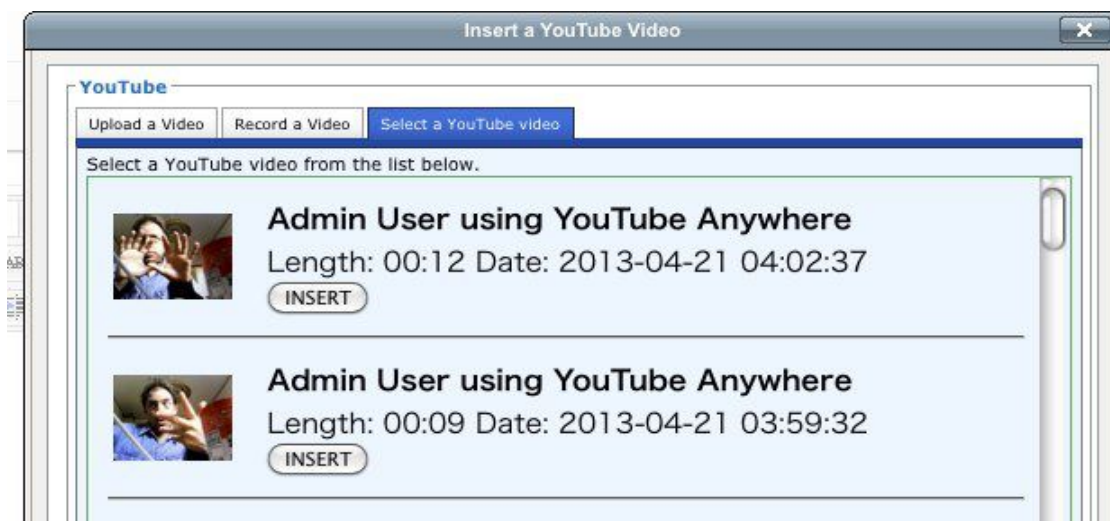 Insert a YouTube Video
YouTube
Upload a Video Record a Video Select a YouTube video
Select a YouTube video from the list below.
Admin User using YouTube Anywhere
Length: 00:12 Date: 2013-04-21 04:02:37
INSERT
Admin User using YouTube Anywhere
Length: 00:09 Date: 2013-04-21 03:59:32
INSERT